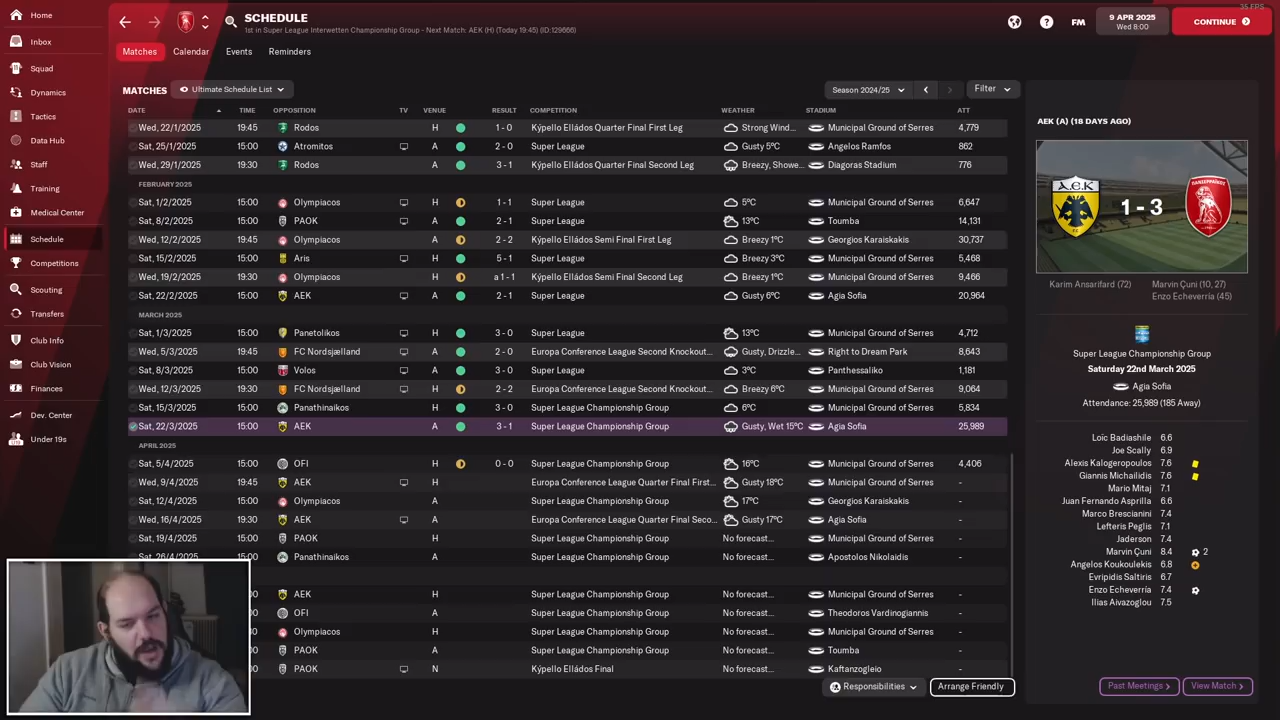 35 FPS
Home
SCHEDULE
1st in Super League Interwetten Championship Group - Next Match: AEK (H) (Today 19:45) (ID:129666)
FM
9 APR 2025
Wed 8:00
CONTINUE
Inbox
Squad
Dynamics
Tactics
Data Hub
Staff
Training
Medical Center
Schedule
Competitions
Scouting
Transfers
Club Info
Club Vision
Finances
Dev. Center
Under 19s
Matches Calendar Events Reminders
MATCHES Ultimate Schedule List Season 2024/25 Filter
DATE TIME OPPOSITION TV VENUE RESULT COMPETITION WEATHER STADIUM ATT
Wed, 22/1/2025 19:45 Rodos H 1 - 0 Kýpello Elládos Quarter Final First Leg Strong Wind... Municipal Ground of Serres 4,779
Sat, 25/1/2025 15:00 Atromitos A 2 - 0 Super League Gusty 5ºC Angelos Ramfos 862
Wed, 29/1/2025 19:30 Rodos A 3 - 1 Kýpello Elládos Quarter Final Second Leg Breezy, Showe... Diagoras Stadium 776
FEBRUARY 2025
Sat, 1/2/2025 15:00 Olympiacos H 1 - 1 Super League 5ºC Municipal Ground of Serres 6,647
Sat, 8/2/2025 15:00 PAOK A 2 - 1 Super League 13ºC Toumba 14,131
Wed, 12/2/2025 19:45 Olympiacos A 2 - 2 Kýpello Elládos Semi Final First Leg Breezy 1ºC Georgios Karaiskakis 30,737
Sat, 15/2/2025 15:00 Aris H 5 - 1 Super League Breezy 3ºC Municipal Ground of Serres 5,468
Wed, 19/2/2025 19:30 Olympiacos H a 1 - 1 Kýpello Elládos Semi Final Second Leg Breezy 1ºC Municipal Ground of Serres 9,466
Sat, 22/2/2025 15:00 AEK A 2 - 1 Super League Gusty 6ºC Agia Sofia 20,964
MARCH 2025
Sat, 1/3/2025 15:00 Panetolikos H 3 - 0 Super League 13ºC Municipal Ground of Serres 4,712
Wed, 5/3/2025 19:45 FC Nordsjælland A 2 - 0 Europa Conference League Second Knockout... Gusty, Drizzle... Right to Dream Park 8,643
Sat, 8/3/2025 15:00 Volos A 3 - 0 Super League 3ºC Panthessaliko 1,181
Wed, 12/3/2025 19:30 FC Nordsjælland H 2 - 2 Europa Conference League Second Knockout... Breezy 6ºC Municipal Ground of Serres 9,064
Sat, 15/3/2025 15:00 Panathinaikos H 3 - 0 Super League Championship Group 6ºC Municipal Ground of Serres 5,834
Sat, 22/3/2025 15:00 AEK A 3 - 1 Super League Championship Group Gusty, Wet 15ºC Agia Sofia 25,989
APRIL 2025
Sat, 5/4/2025 15:00 OFI H 0 - 0 Super League Championship Group 16ºC Municipal Ground of Serres 4,406
Wed, 9/4/2025 19:45 AEK H Europa Conference League Quarter Final First... Gusty 18ºC Municipal Ground of Serres -
Sat, 12/4/2025 15:00 Olympiacos A Super League Championship Group 17ºC Georgios Karaiskakis -
Wed, 16/4/2025 19:30 AEK A Europa Conference League Quarter Final Seco... Gusty 17ºC Agia Sofia -
Sat, 19/4/2025 15:00 PAOK H Super League Championship Group No forecast... Municipal Ground of Serres -
Sat, 26/4/2025 15:00 Panathinaikos A Super League Championship Group No forecast... Apostolos Nikolaidis -
AEK H Super League Championship Group No forecast... Municipal Ground of Serres -
OFI A Super League Championship Group No forecast... Theodoros Vardinogiannis -
Olympiacos H Super League Championship Group No forecast... Municipal Ground of Serres -
PAOK A Super League Championship Group No forecast... Toumba -
PAOK N Kýpello Elládos Final No forecast... Kaftanzogleio -
Responsibilities Arrange Friendly
AEK (A) (18 DAYS AGO)
A.E.K
FC
ΠΑΝΣΕΡΡΑΪΚΟΣ
1 - 3
Karim Ansarifard (72) Marvin Çuni (10, 27)
Enzo Echeverría (45)
Super League Championship Group
Saturday 22nd March 2025
Agia Sofia
Attendance: 25,989 (185 Away)
Loïc Badiashile 6.6
Joe Scally 6.9
Alexis Kalogeropoulos 7.6
Giannis Michailidis 7.6
Mario Mitaj 7.1
Juan Fernando Asprilla 6.6
Marco Brescianini 7.4
Lefteris Peglis 7.1
Jaderson 7.4
Marvin Çuni 8.4 2
Angelos Koukoulekis 6.8
Evripidis Saltiris 6.7
Enzo Echeverría 7.4
Ilias Aivazoglou 7.5
Past Meetings View Match